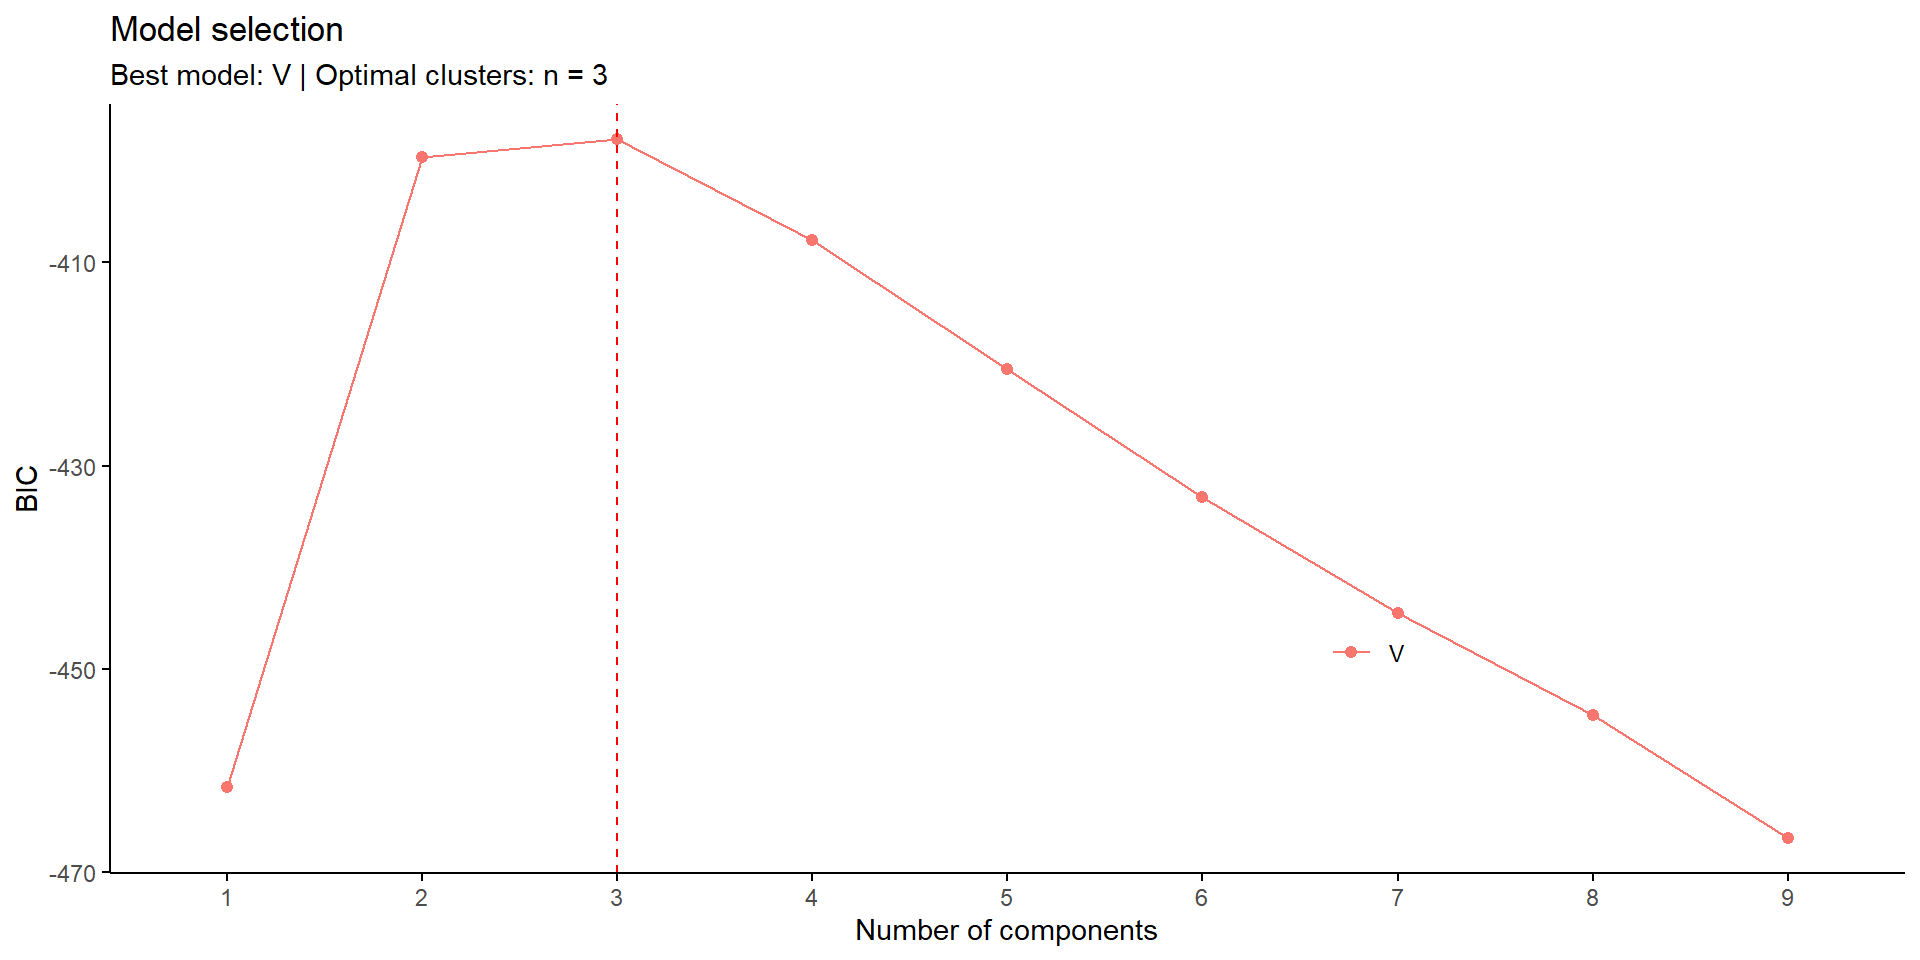 Model selection
Best model: V | Optimal clusters: n = 3
BIC
-410
-430
-450
-470
V
1 2 3 4 5 6 7 8 9
Number of components